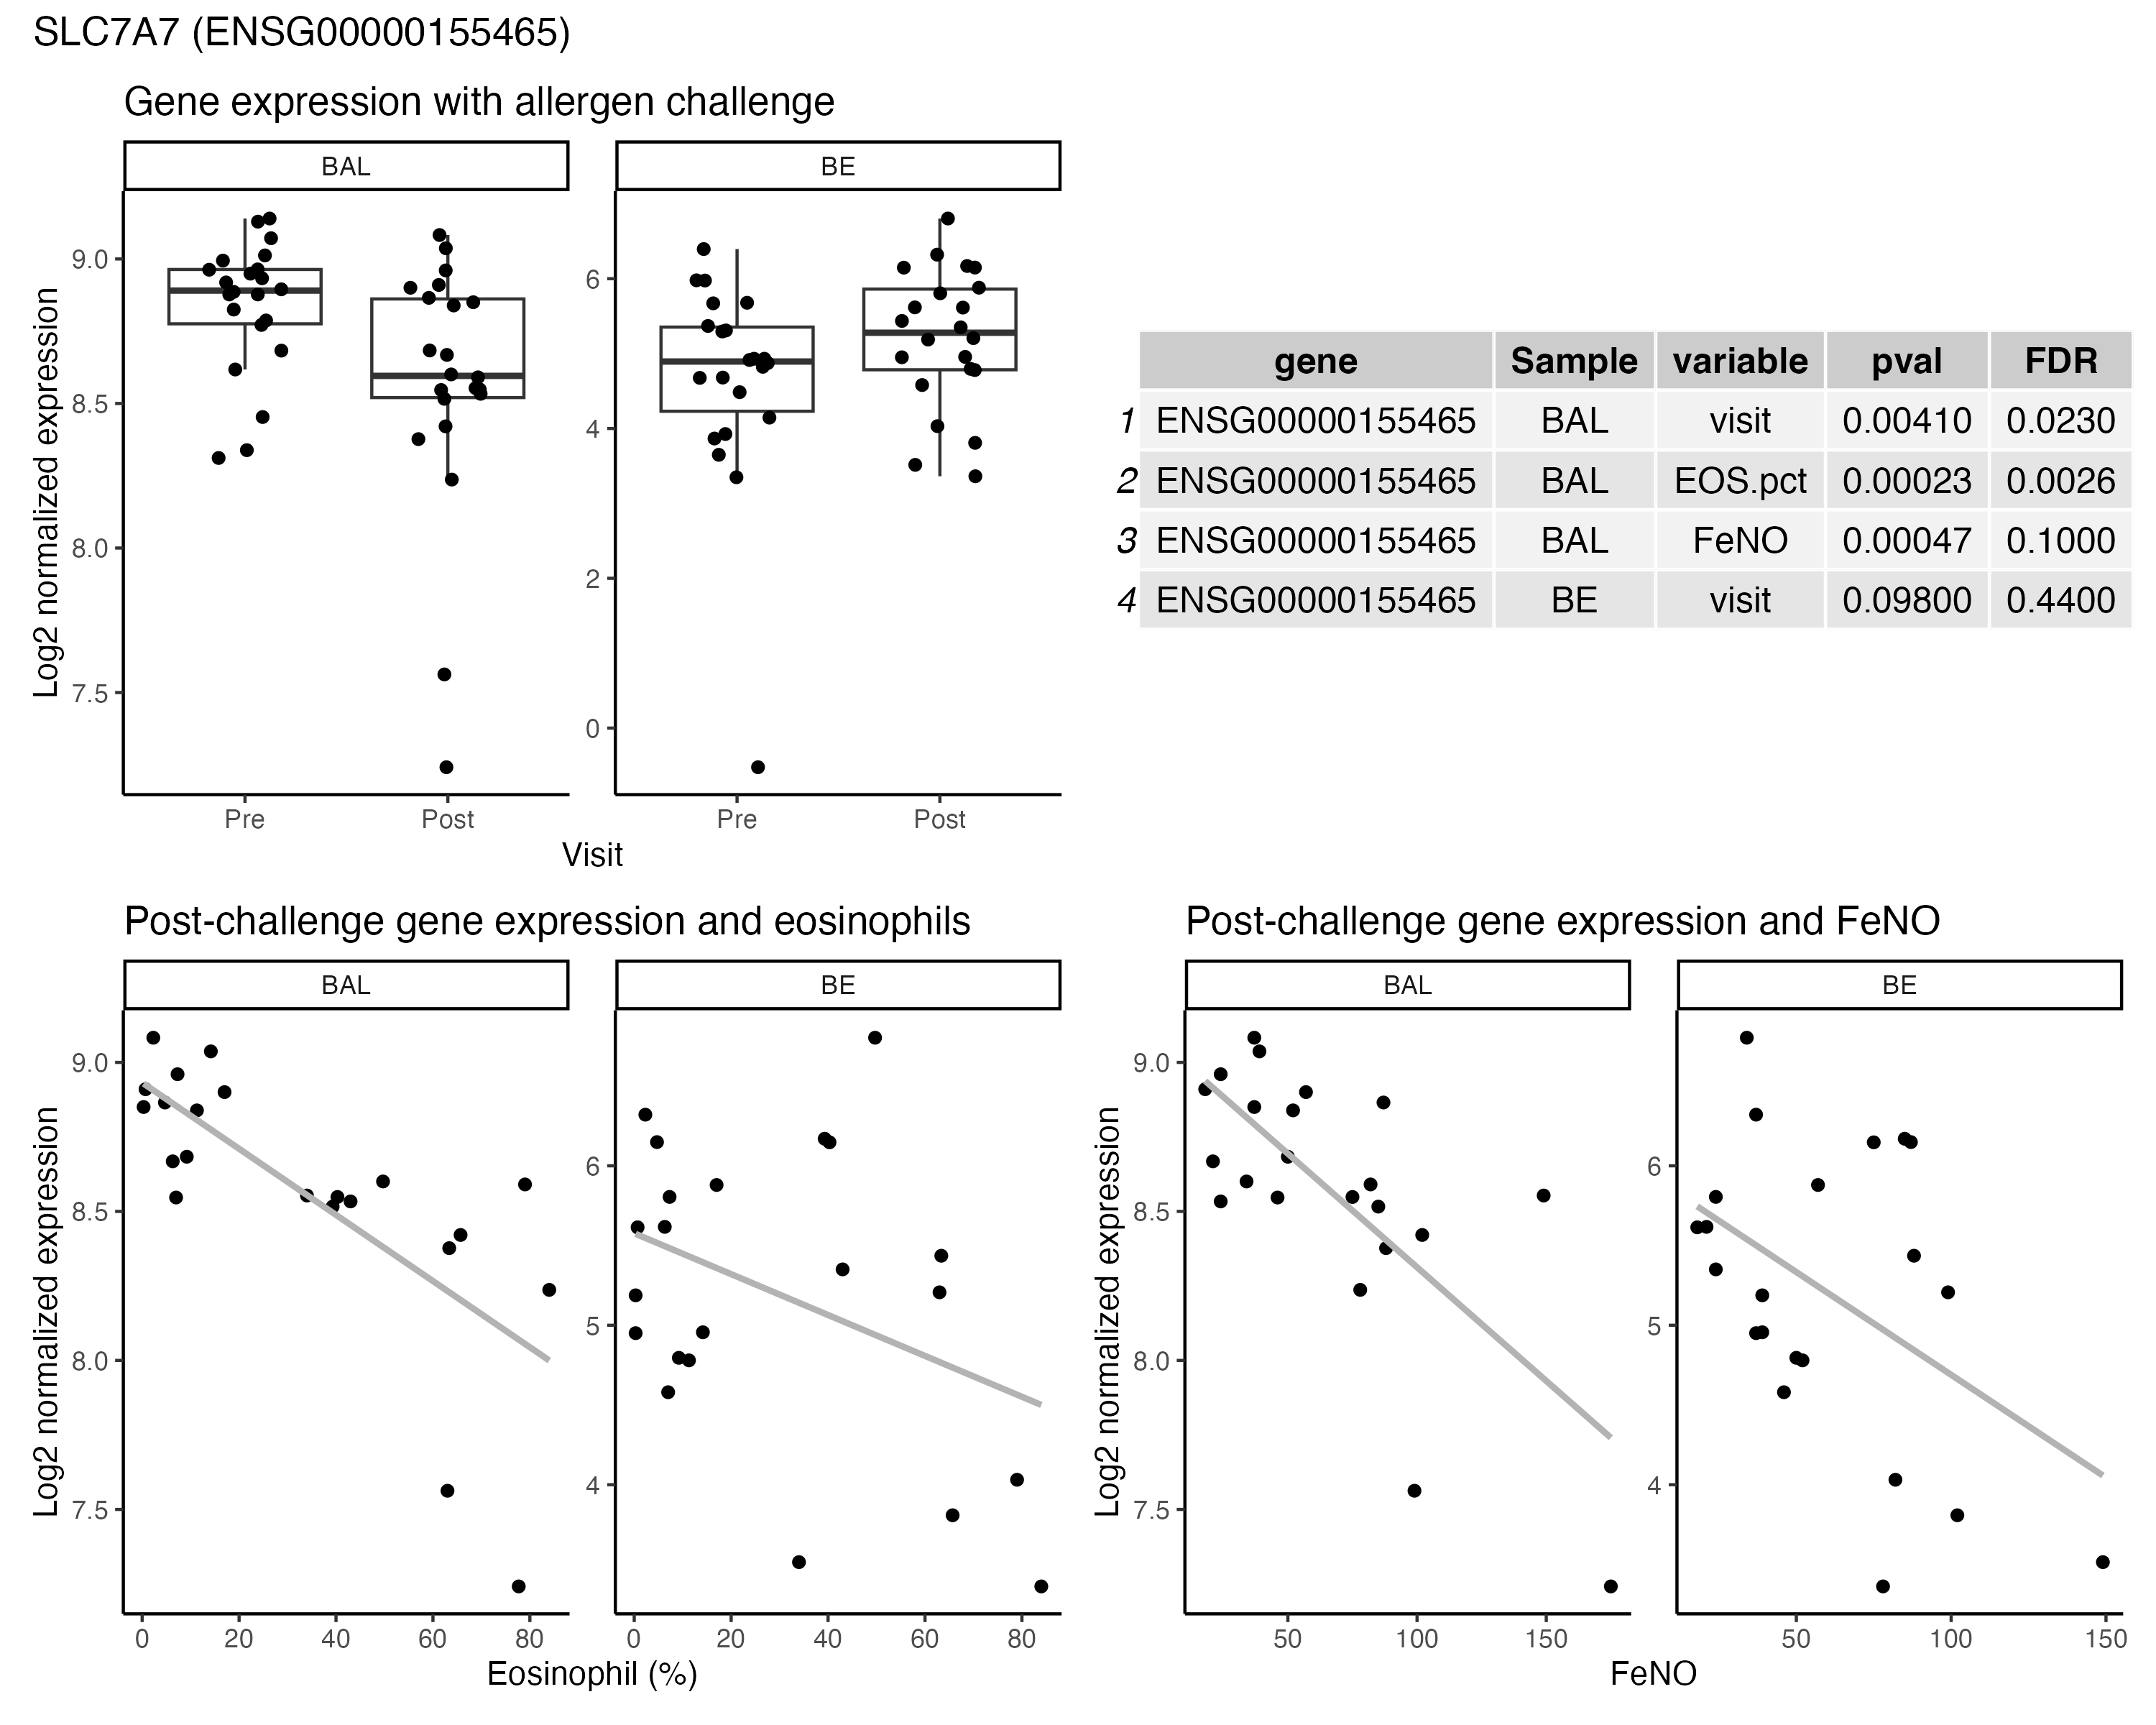 SLC7A7 (ENSG00000155465)
Gene expression with allergen challenge
BAL
BE
Log2 normalized expression
9.0
8.5
8.0
7.5
6
4
2
0
Pre
Post
Pre
Post
Visit
gene Sample variable pval FDR
1 ENSG00000155465 BAL visit 0.00410 0.0230
2 ENSG00000155465 BAL EOS.pct 0.00023 0.0026
3 ENSG00000155465 BAL FeNO 0.00047 0.1000
4 ENSG00000155465 BE visit 0.09800 0.4400
Post-challenge gene expression and eosinophils
BAL
BE
Log2 normalized expression
9.0
8.5
8.0
7.5
6
5
4
0 20 40 60 80
0 20 40 60 80
Eosinophil (%)
Post-challenge gene expression and FeNO
BAL
BE
Log2 normalized expression
9.0
8.5
8.0
7.5
6
5
4
50 100 150
50 100 150
FeNO